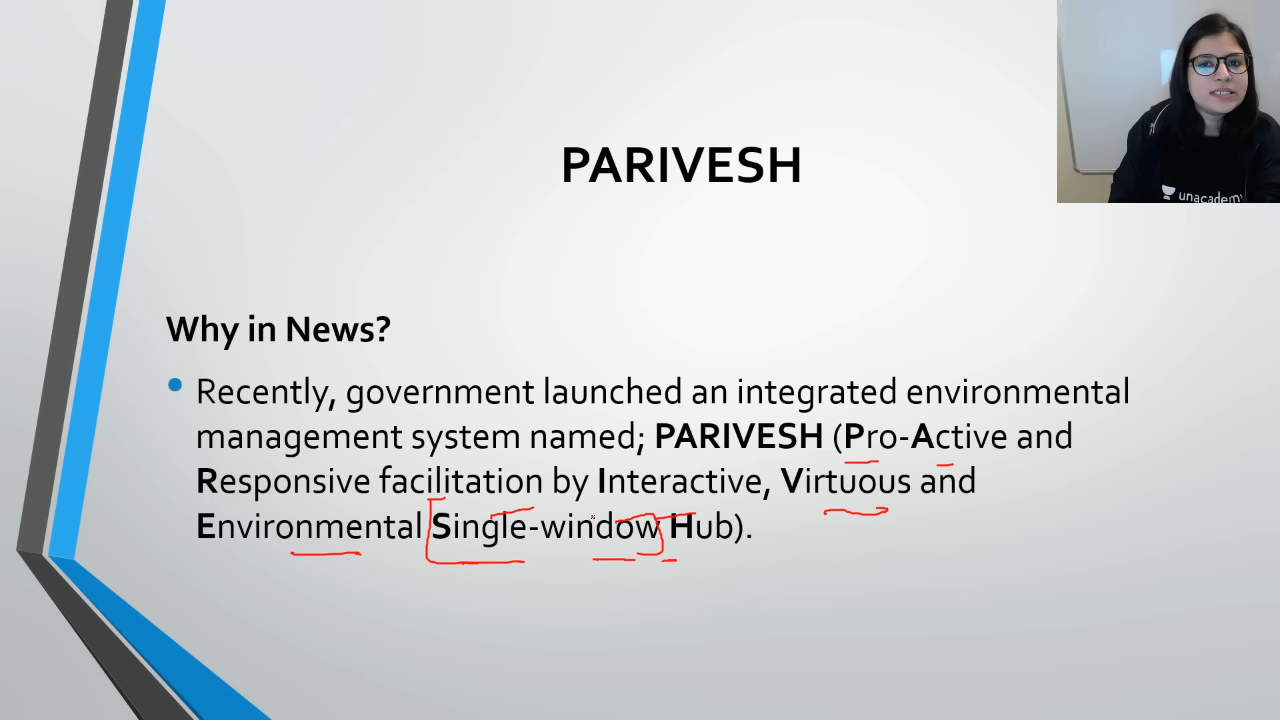 PARIVESH
unacademy
Why in News?
Recently, government launched an integrated environmental
management system named; PARIVESH (Pro-Active and
Responsive facilitation by Interactive, Virtuous and
Environmental Single-window Hub).